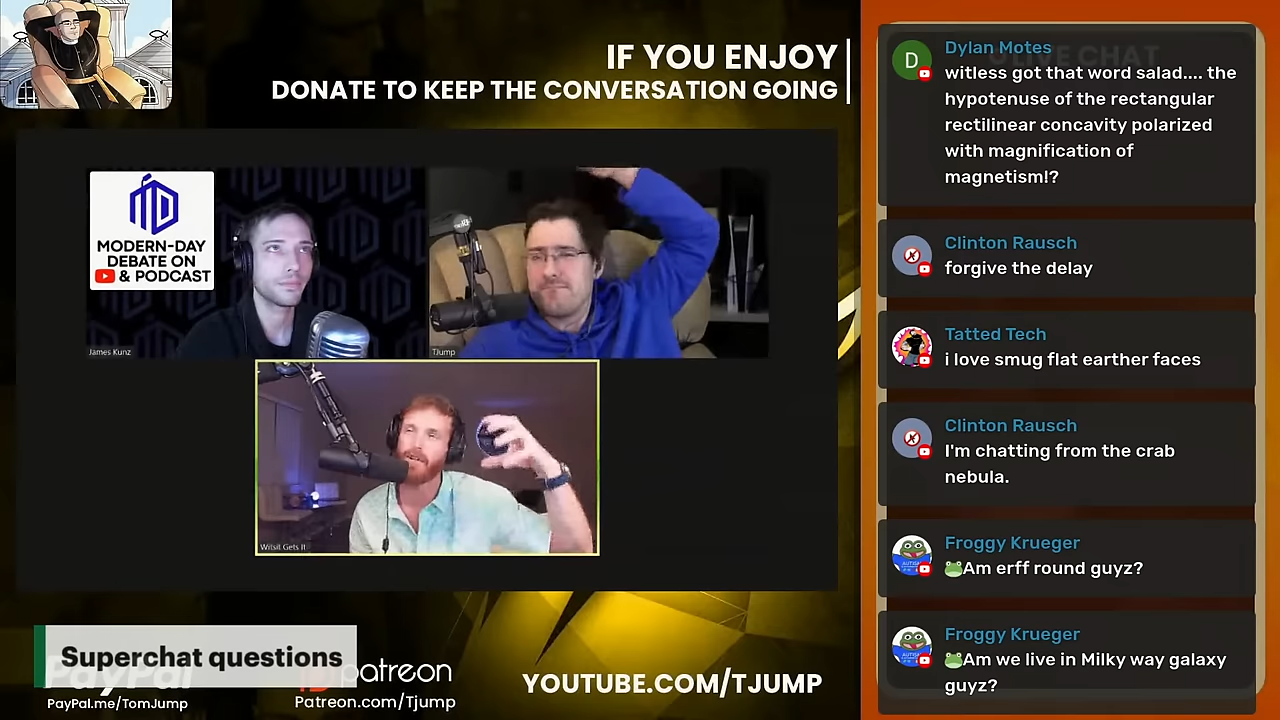 IF YOU ENJOY
DONATE TO KEEP THE CONVERSATION GOING
MODERN-DAY
DEBATE ON
& PODCAST
James Kunz
TJump
Witsit Gets It
Superchat questions
PayPal
patreon
PayPal.me/TomJump
Patreon.com/Tjump
YOUTUBE.COM/TJUMP
LIVE CHAT
D
Dylan Motes
witless got that word salad.... the
hypotenuse of the rectangular
rectilinear concavity polarized
with magnification of
magnetism!?
Clinton Rausch
forgive the delay
Tatted Tech
i love smug flat earther faces
Clinton Rausch
I'm chatting from the crab
nebula.
Froggy Krueger
🐸Am erff round guyz?
Froggy Krueger
🐸Am we live in Milky way galaxy
guyz?